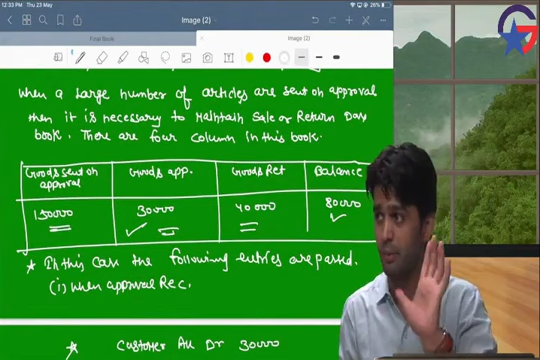 12:33 PM Thu 23 May
Image (2)
Final Book
Image (2)
When a large number of articles are sent on approval
then it is necessary to Maintain Sale or Return Day
book. There are four column in this book.
Goods sent on approval
Goods app.
Goods Ret
Balance
150000
30000
40000
80000
* In this case the following entries are passed.
(i) When approval Rec.
* Customer A/c Dr 30000